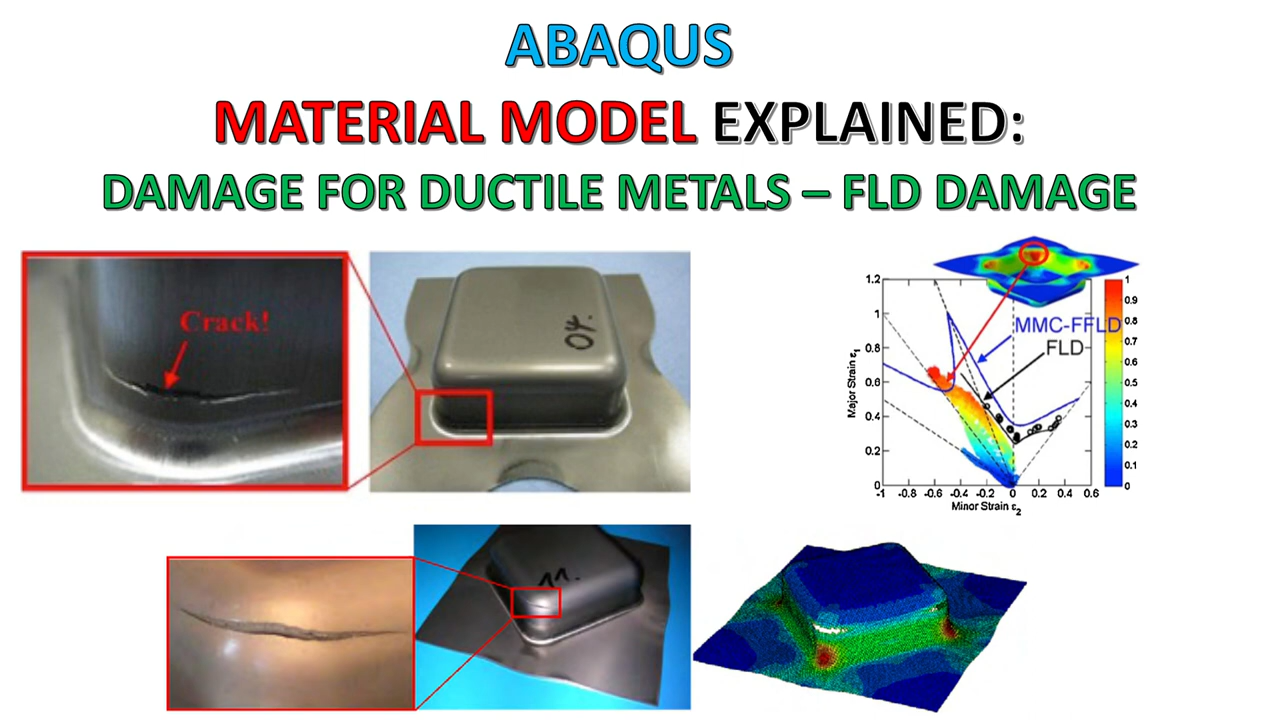 ABAQUS
MATERIAL MODEL EXPLAINED:
DAMAGE FOR DUCTILE METALS – FLD DAMAGE
Crack!
04.
11.
MMC-FFLD
FLD
1.2
1
0.8
0.6
0.4
0.2
0
-1 -0.8 -0.6 -0.4 -0.2 0 0.2 0.4 0.6
Major Strain ε1
Minor Strain ε2
1
0.9
0.8
0.7
0.6
0.5
0.4
0.3
0.2
0.1
0